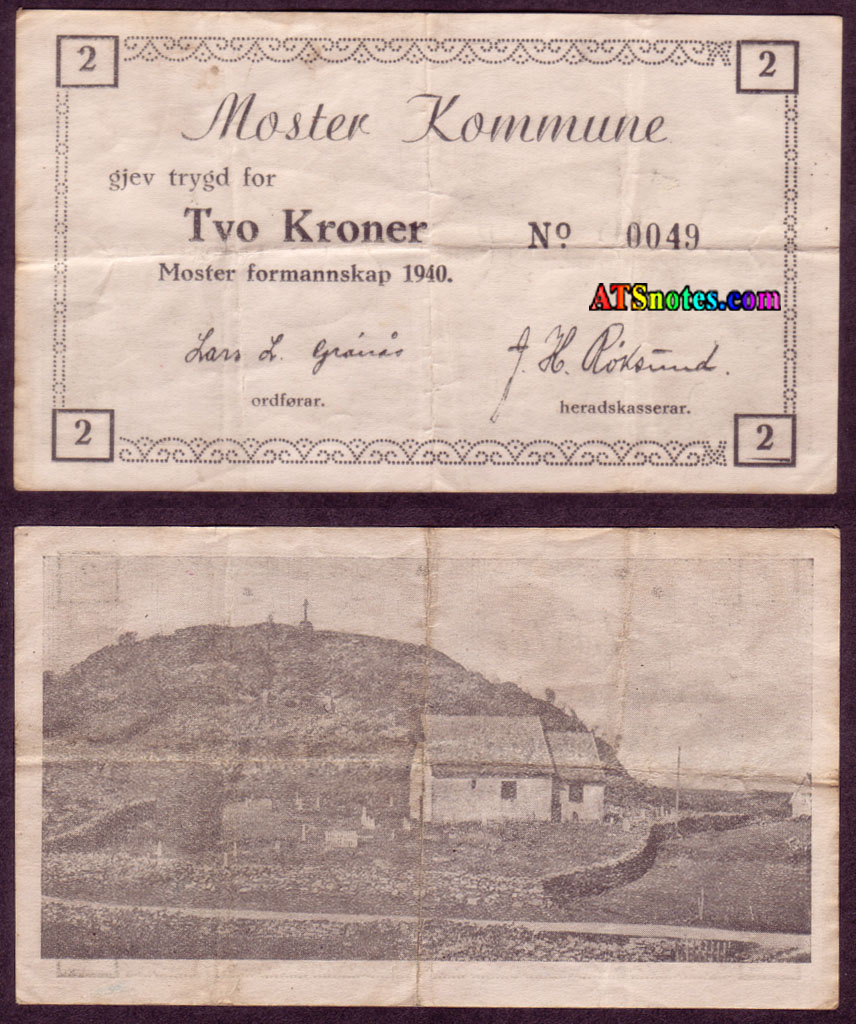 2 2
Moster Kommune
gjev trygd for
Tvo Kroner No 0049
Moster formannskap 1940.
ATSnotes.com
Lars L. Grønås J. H. Røksund.
ordførar. heradskasserar.
2 2